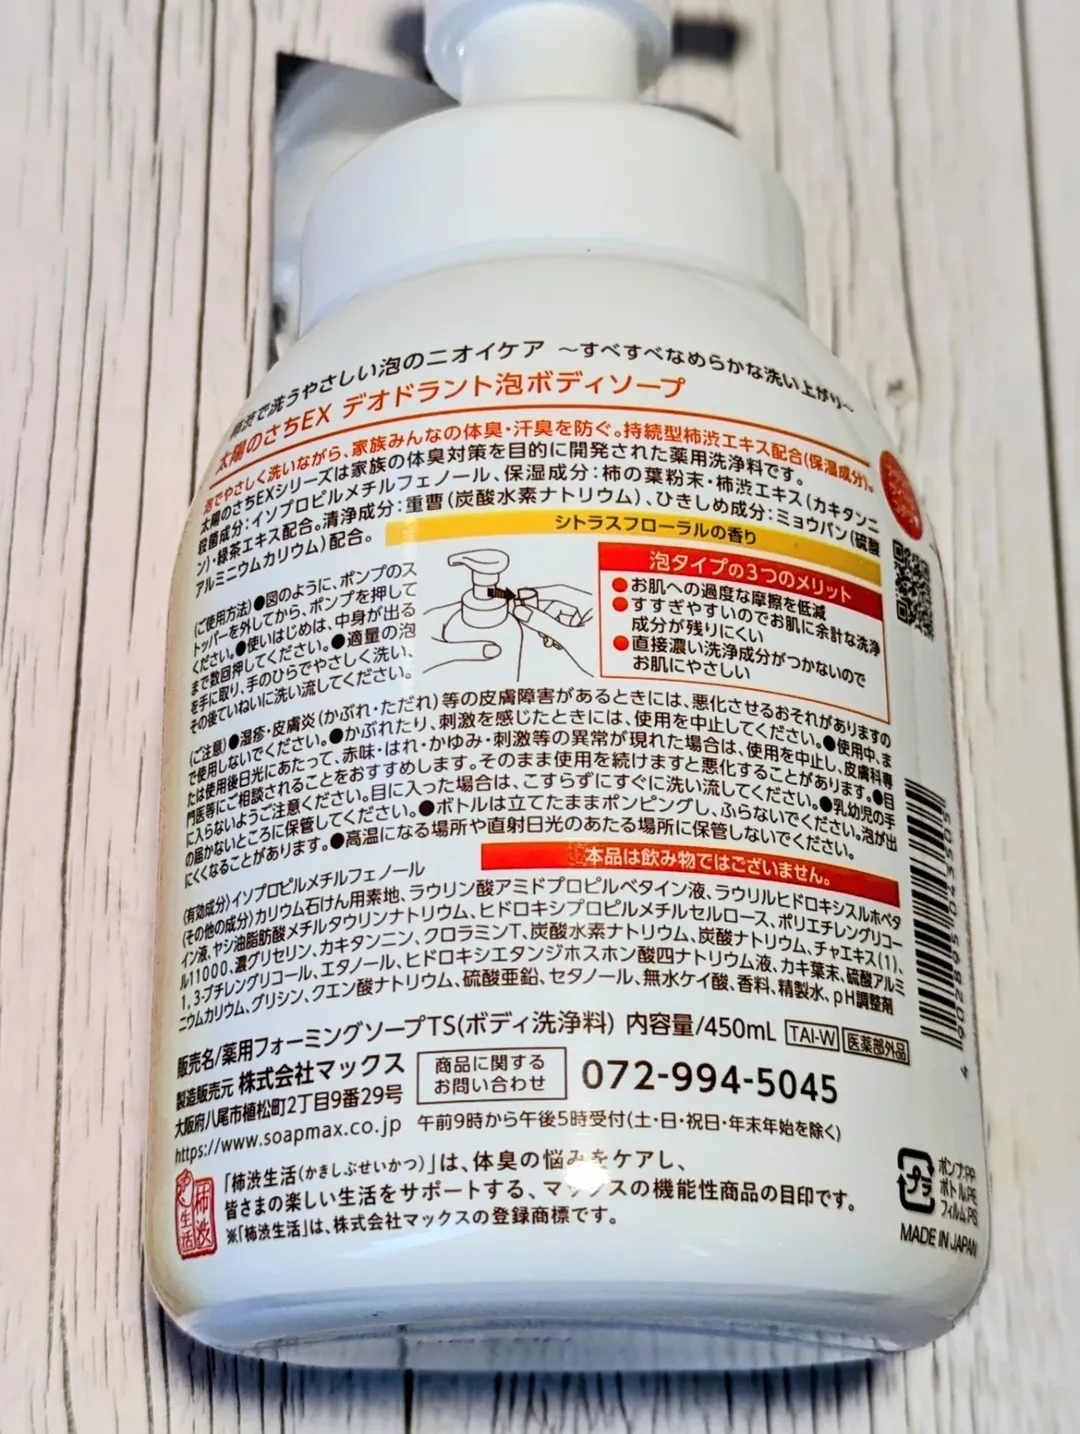 柿渋で洗うやさしい泡のニオイケア ～すべすべなめらかな洗い上がり～
太陽のさちEX デオドラント泡ボディソープ
泡でやさしく洗いながら、家族みんなの体臭・汗臭を防ぐ。持続型柿渋エキス配合(保湿成分)。
太陽のさちEXシリーズは家族の体臭対策を目的に開発された薬用洗浄料です。
殺菌成分:イソプロピルメチルフェノール、保湿成分:柿の葉粉末・柿渋エキス(カキタンニ
ン)・緑茶エキス配合。清浄成分:重曹(炭酸水素ナトリウム)、ひきしめ成分:ミョウバン(硫酸
アルミニウムカリウム)配合。
シトラスフローラルの香り
〈ご使用方法〉●図のように、ポンプのス
トッパーを外してから、ポンプを押して
ください。●使いはじめは、中身が出る
まで数回押してください。●適量の泡
を手に取り、手のひらでやさしく洗い、
その後ていねいに洗い流してください。
泡タイプの3つのメリット
●お肌への過度な摩擦を低減
●すすぎやすいのでお肌に余計な洗浄
成分が残りにくい
●直接濃い洗浄成分がつかないので
お肌にやさしい
〈ご注意〉●湿疹・皮膚炎(かぶれ・ただれ)等の皮膚障害があるときには、悪化させるおそれがありますの
で使用しないでください。●かぶれたり、刺激を感じたときには、使用を中止してください。●使用中、ま
たは使用後日光にあたって、赤味・はれ・かゆみ・刺激等の異常が現れた場合は、使用を中止し、皮膚科専
門医等にご相談されることをおすすめします。そのまま使用を続けますと悪化することがあります。●目
に入らないようご注意ください。目に入った場合は、こすらずにすぐに洗い流してください。●乳幼児の手
の届かないところに保管してください。●ボトルは立てたままポンピングし、ふらないでください。泡が出
にくくなることがあります。●高温になる場所や直射日光のあたる場所に保管しないでください。
本品は飲み物ではございません。
〈有効成分〉イソプロピルメチルフェノール
〈その他の成分〉カリウム石けん用素地、ラウリン酸アミドプロピルベタイン液、ラウリルヒドロキシスルホベタ
イン液、ヤシ油脂肪酸メチルタウリンナトリウム、ヒドロキシプロピルメチルセルロース、ポリエチレングリコー
ル11000、濃グリセリン、カキタンニン、クロラミンT、炭酸水素ナトリウム、炭酸ナトリウム、チャエキス(1)、
1,3-ブチレングリコール、エタノール、ヒドロキシエタンジホスホン酸四ナトリウム液、カキ葉末、硫酸アルミ
ニウムカリウム、グリシン、クエン酸ナトリウム、硫酸亜鉛、セタノール、無水ケイ酸、香料、精製水、pH調整剤
販売名/薬用フォーミングソープTS(ボディ洗浄料) 内容量/450mL TAI-W 医薬部外品
製造販売元 株式会社マックス
大阪府八尾市植松町2丁目9番29号
商品に関する
お問い合わせ
072-994-5045
https://www.soapmax.co.jp 午前9時から午後5時受付(土・日・祝日・年末年始を除く)
柿渋
生活
「柿渋生活(かきしぶせいかつ)」は、体臭の悩みをケアし、
皆さまの楽しい生活をサポートする、マックスの機能性商品の目印です。
※「柿渋生活」は、株式会社マックスの登録商標です。
プラ
ポンプ:PP
ボトル:PE
フィルム:PS
MADE IN JAPAN